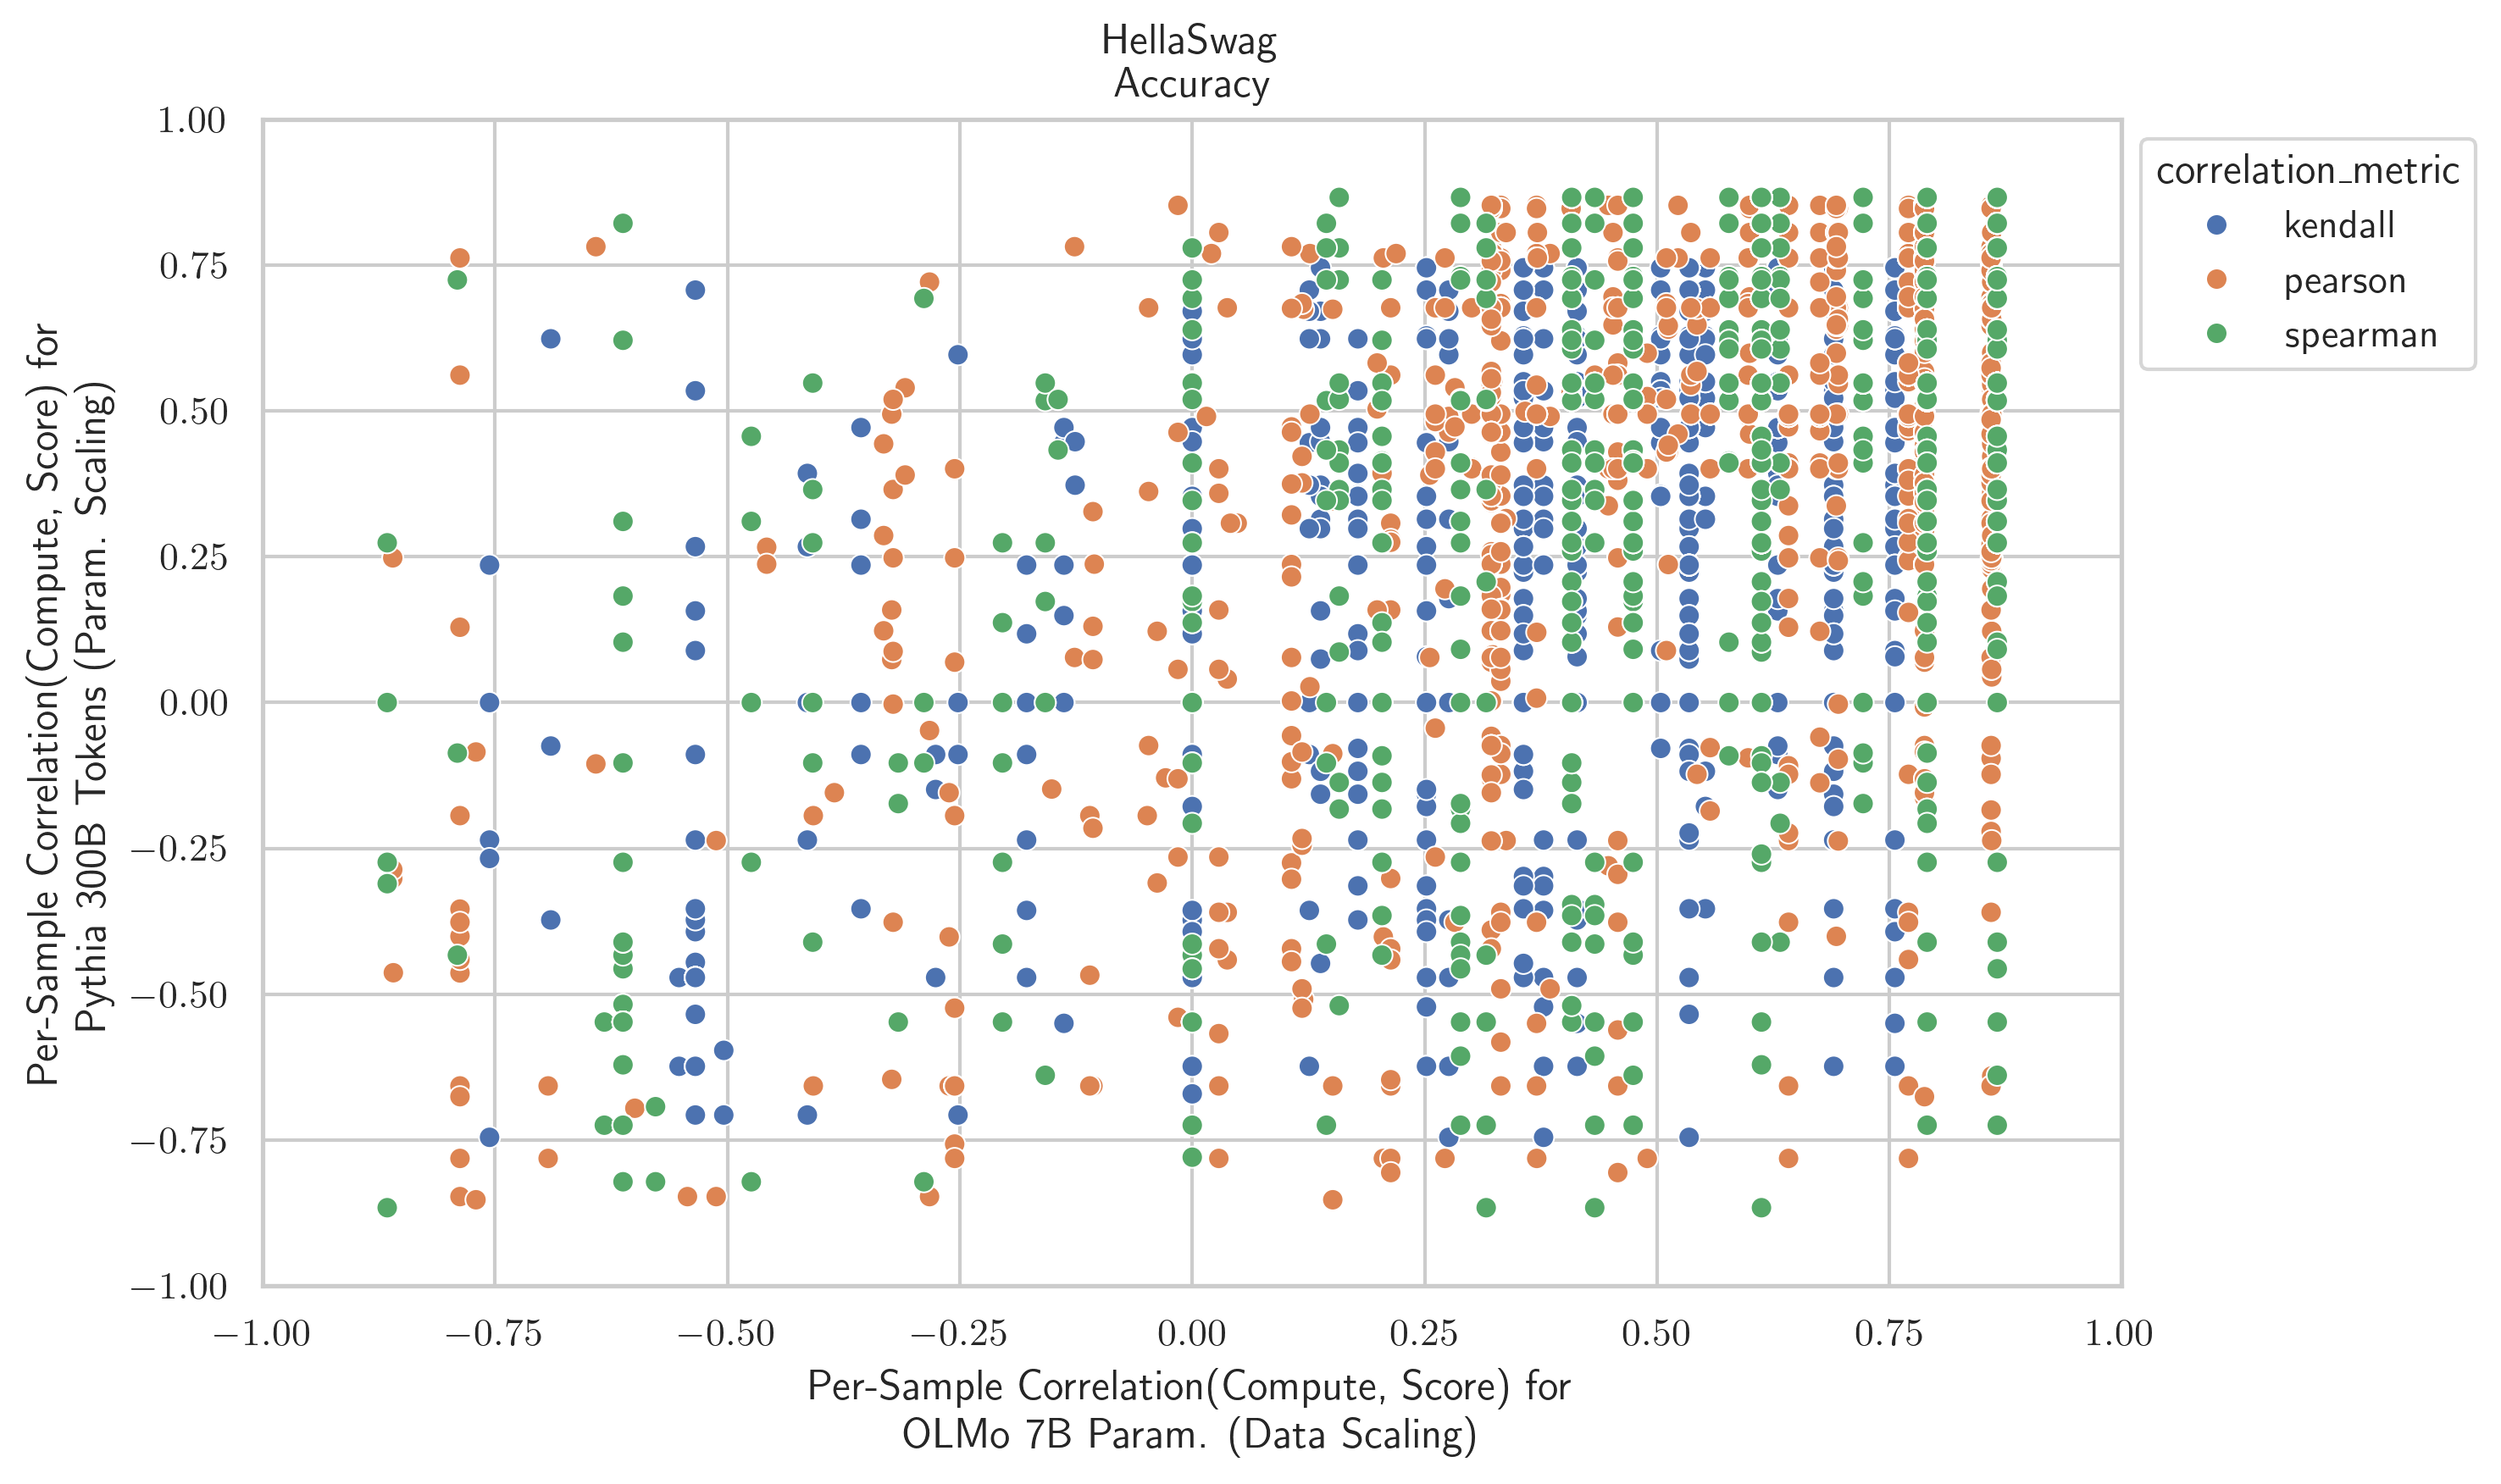 HellaSwag
Accuracy
1.00
0.75
0.50
0.25
0.00
−0.25
−0.50
−0.75
−1.00
Per-Sample Correlation(Compute, Score) for
Pythia 300B Tokens (Param. Scaling)
−1.00 −0.75 −0.50 −0.25 0.00 0.25 0.50 0.75 1.00
Per-Sample Correlation(Compute, Score) for
OLMo 7B Param. (Data Scaling)
correlation_metric
kendall
pearson
spearman